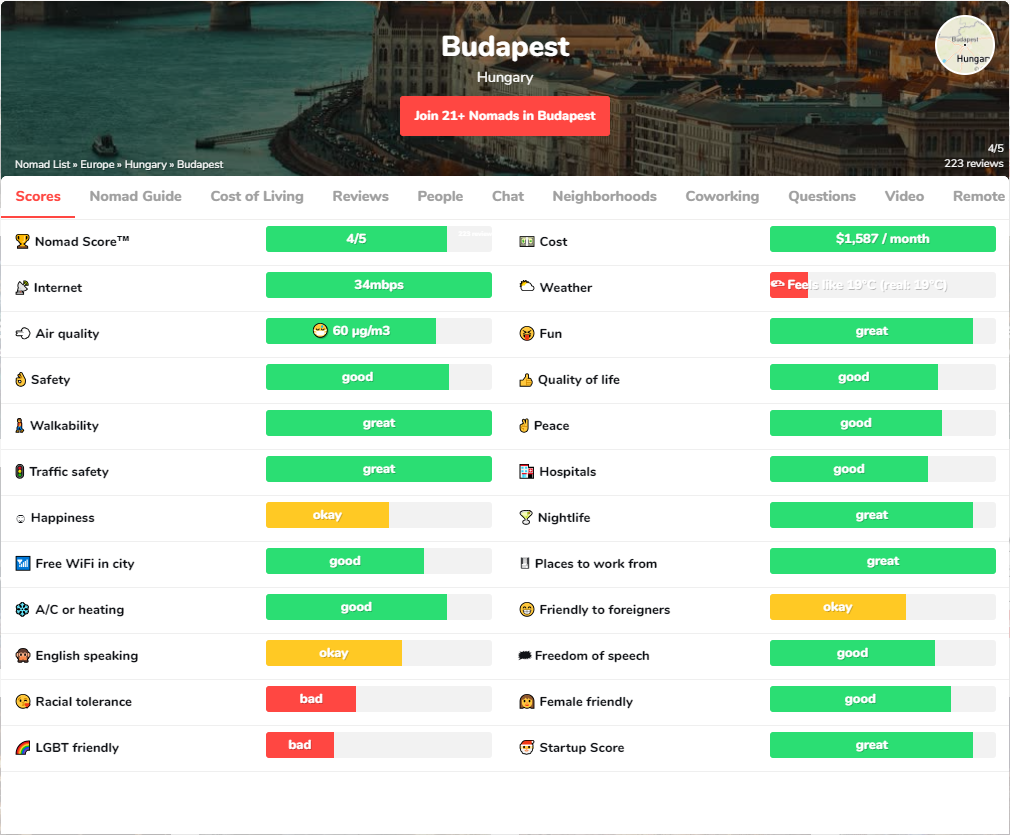 Budapest
Hungary
Join 21+ Nomads in Budapest
Budapest
Hungar
4/5
223 reviews
Nomad List » Europe » Hungary » Budapest
Scores Nomad Guide Cost of Living Reviews People Chat Neighborhoods Coworking Questions Video Remote
🏆 Nomad Score™ 4/5
💵 Cost $1,587 / month
📡 Internet 34mbps
🌥 Weather Feels like 19°C (real: 19°C)
Air quality 😷 60 µg/m3
Fun great
👌 Safety good
👍 Quality of life good
Walkability great
✌ Peace good
🚦 Traffic safety great
🏥 Hospitals good
☺ Happiness okay
🍸 Nightlife great
📶 Free WiFi in city good
Places to work from great
❄ A/C or heating good
😁 Friendly to foreigners okay
🙊 English speaking okay
Freedom of speech good
😘 Racial tolerance bad
👩 Female friendly good
🌈 LGBT friendly bad
Startup Score great